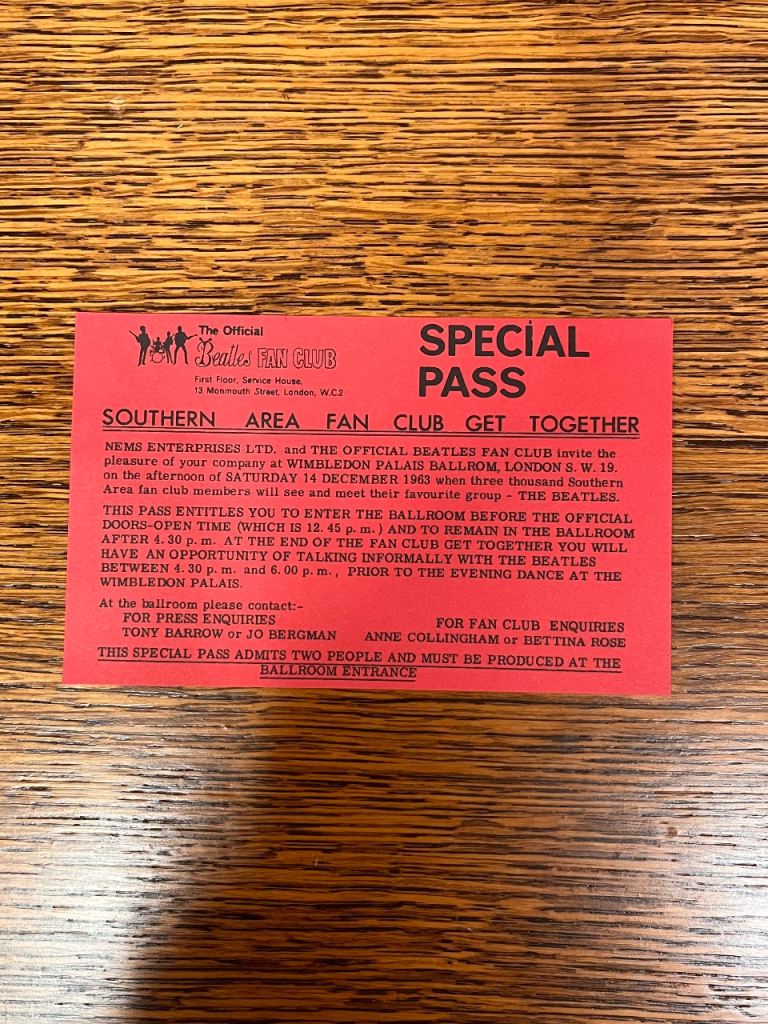 The Official
Beatles FAN CLUB
First Floor, Service House,
13 Monmouth Street, London, W.C.2
SPECIAL
PASS
SOUTHERN AREA FAN CLUB GET TOGETHER
NEMS ENTERPRISES LTD. and THE OFFICIAL BEATLES FAN CLUB invite the
pleasure of your company at WIMBLEDON PALAIS BALLROM, LONDON S. W. 19.
on the afternoon of SATURDAY 14 DECEMBER 1963 when three thousand Southern
Area fan club members will see and meet their favourite group - THE BEATLES.
THIS PASS ENTITLES YOU TO ENTER THE BALLROOM BEFORE THE OFFICIAL
DOORS-OPEN TIME (WHICH IS 12. 45 p. m. ) AND TO REMAIN IN THE BALLROOM
AFTER 4. 30 p. m. AT THE END OF THE FAN CLUB GET TOGETHER YOU WILL
HAVE AN OPPORTUNITY OF TALKING INFORMALLY WITH THE BEATLES
BETWEEN 4. 30 p. m. and 6. 00 p. m. , PRIOR TO THE EVENING DANCE AT THE
WIMBLEDON PALAIS.
At the ballroom please contact:-
FOR PRESS ENQUIRIES
TONY BARROW or JO BERGMAN
FOR FAN CLUB ENQUIRIES
ANNE COLLINGHAM or BETTINA ROSE
THIS SPECIAL PASS ADMITS TWO PEOPLE AND MUST BE PRODUCED AT THE
BALLROOM ENTRANCE